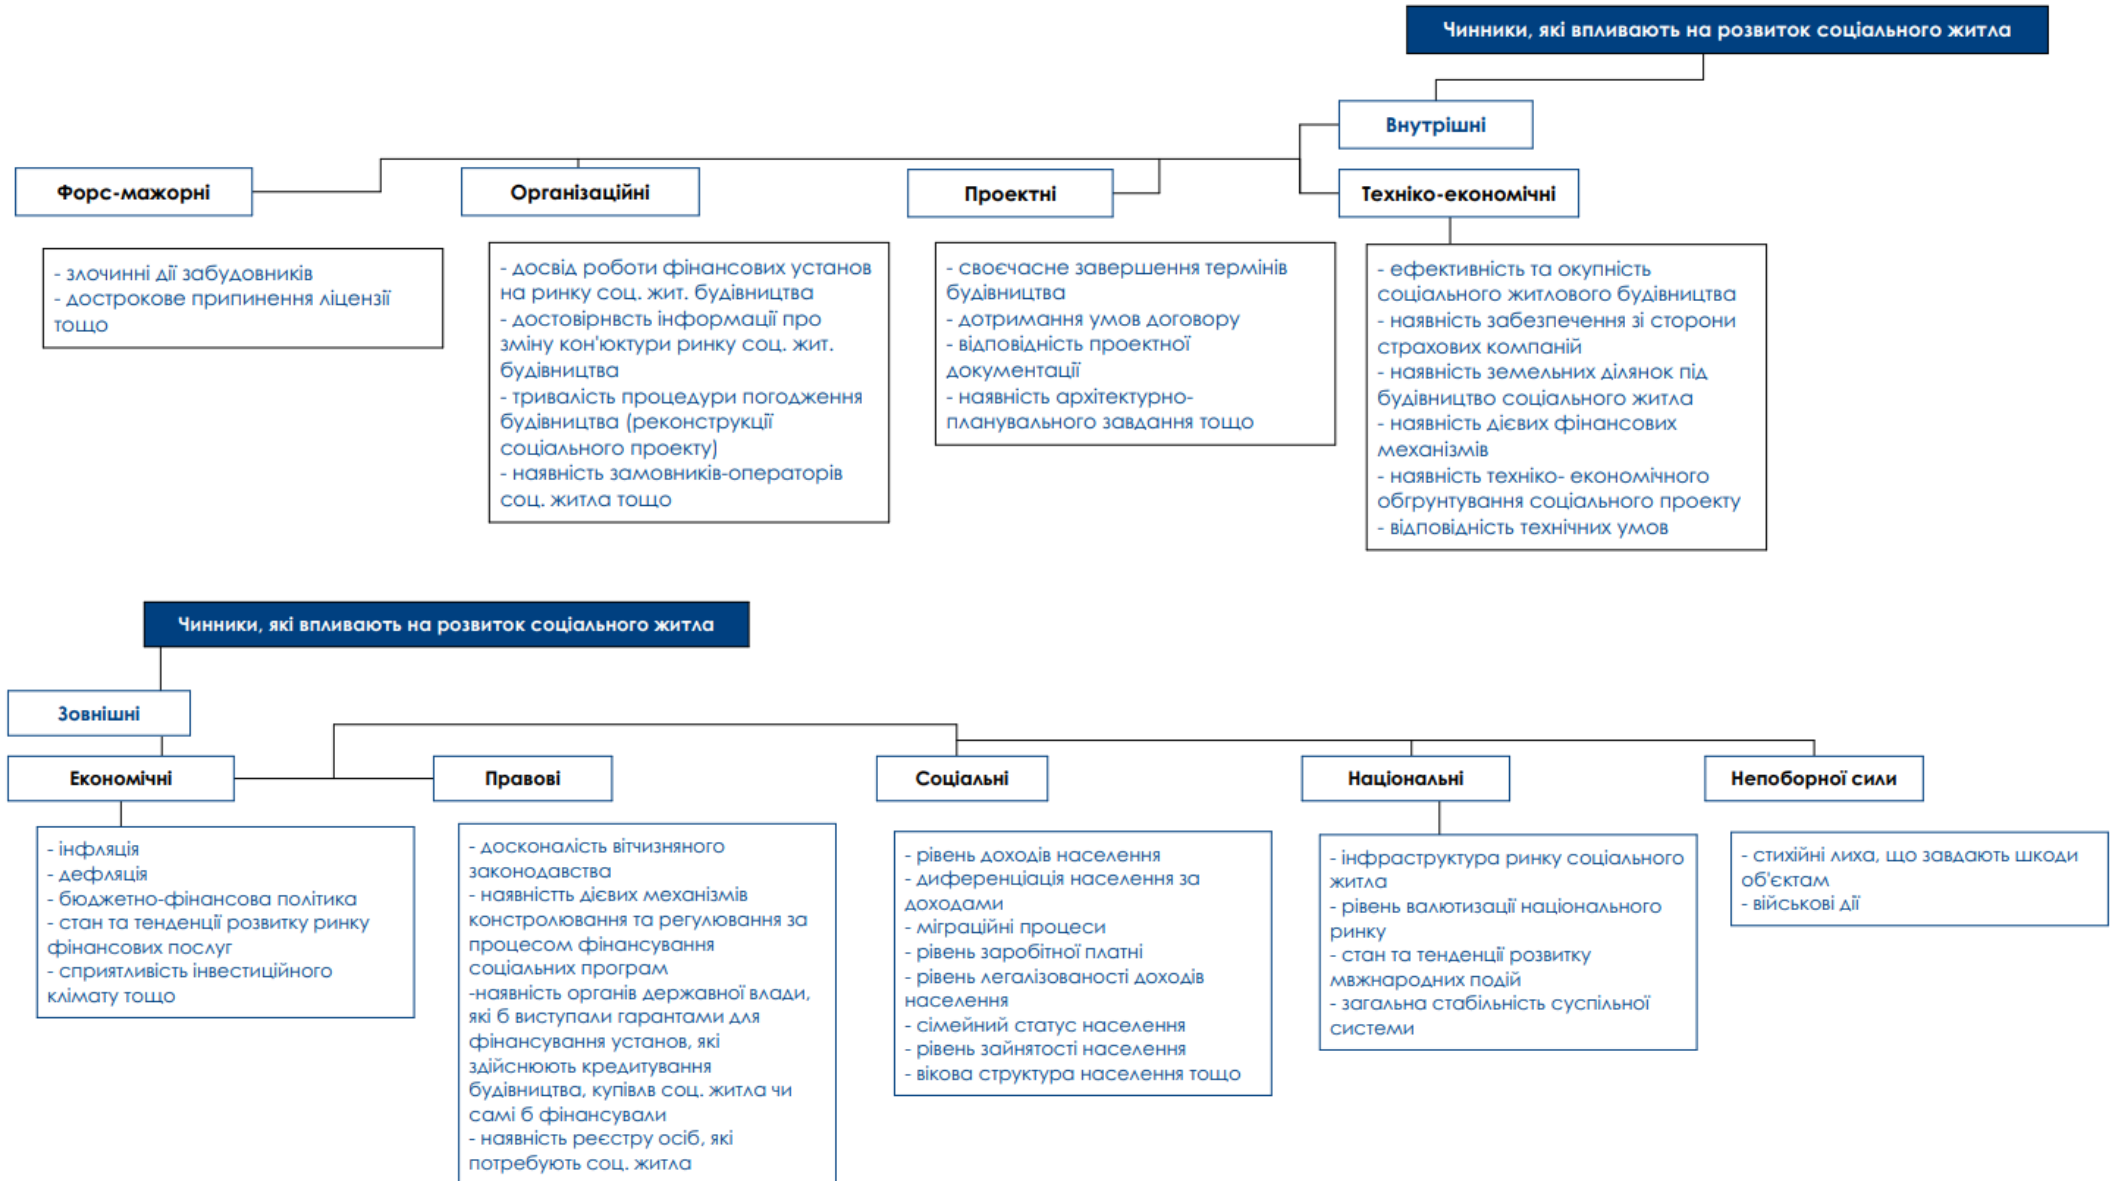 Чинники, які впливають на розвиток соціального житла
Внутрішні
Форс-мажорні
Організаційні
Проектні
Техніко-економічні
- злочинні дії забудовників
- дострокове припинення ліцензії
тощо
- досвід роботи фінансових установ
на ринку соц. жит. будівництва
- достовірнвсть інформації про
зміну кон'юктури ринку соц. жит.
будівництва
- тривалість процедури погодження
будівництва (реконструкції
соціального проекту)
- наявність замовників-операторів
соц. житла тощо
- своєчасне завершення термінів
будівництва
- дотримання умов договору
- відповідність проектної
документації
- наявність архітектурно-
планувального завдання тощо
- ефективність та окупність
соціального житлового будівництва
- наявність забезпечення зі сторони
страхових компаній
- наявність земельних ділянок під
будівництво соціального житла
- наявність дієвих фінансових
механізмів
- наявність техніко- економічного
обгрунтування соціального проекту
- відповідність технічних умов
Чинники, які впливають на розвиток соціального житла
Зовнішні
Економічні
Правові
Соціальні
Національні
Непоборної сили
- інфляція
- дефляція
- бюджетно-фінансова політика
- стан та тенденції розвитку ринку
фінансових послуг
- сприятливість інвестиційного
клімату тощо
- досконалість вітчизняного
законодавства
- наявністть дієвих механізмів
констролювання та регулювання за
процесом фінансування
соціальних програм
-наявність органів державної влади,
які б виступали гарантами для
фінансування установ, які
здійснюють кредитування
будівництва, купівлв соц. житла чи
самі б фінансували
- наявність реєстру осіб, які
потребують соц. житла
- рівень доходів населення
- диференціація населення за
доходами
- міграційні процеси
- рівень заробітної платні
- рівень легалізованості доходів
населення
- сімейний статус населення
- рівень зайнятості населення
- вікова структура населення тощо
- інфраструктура ринку соціального
житла
- рівень валютизації національного
ринку
- стан та тенденції розвитку
мвжнародних подій
- загальна стабільність суспільної
системи
- стихійні лиха, що завдають шкоди
об'єктам
- військові дії